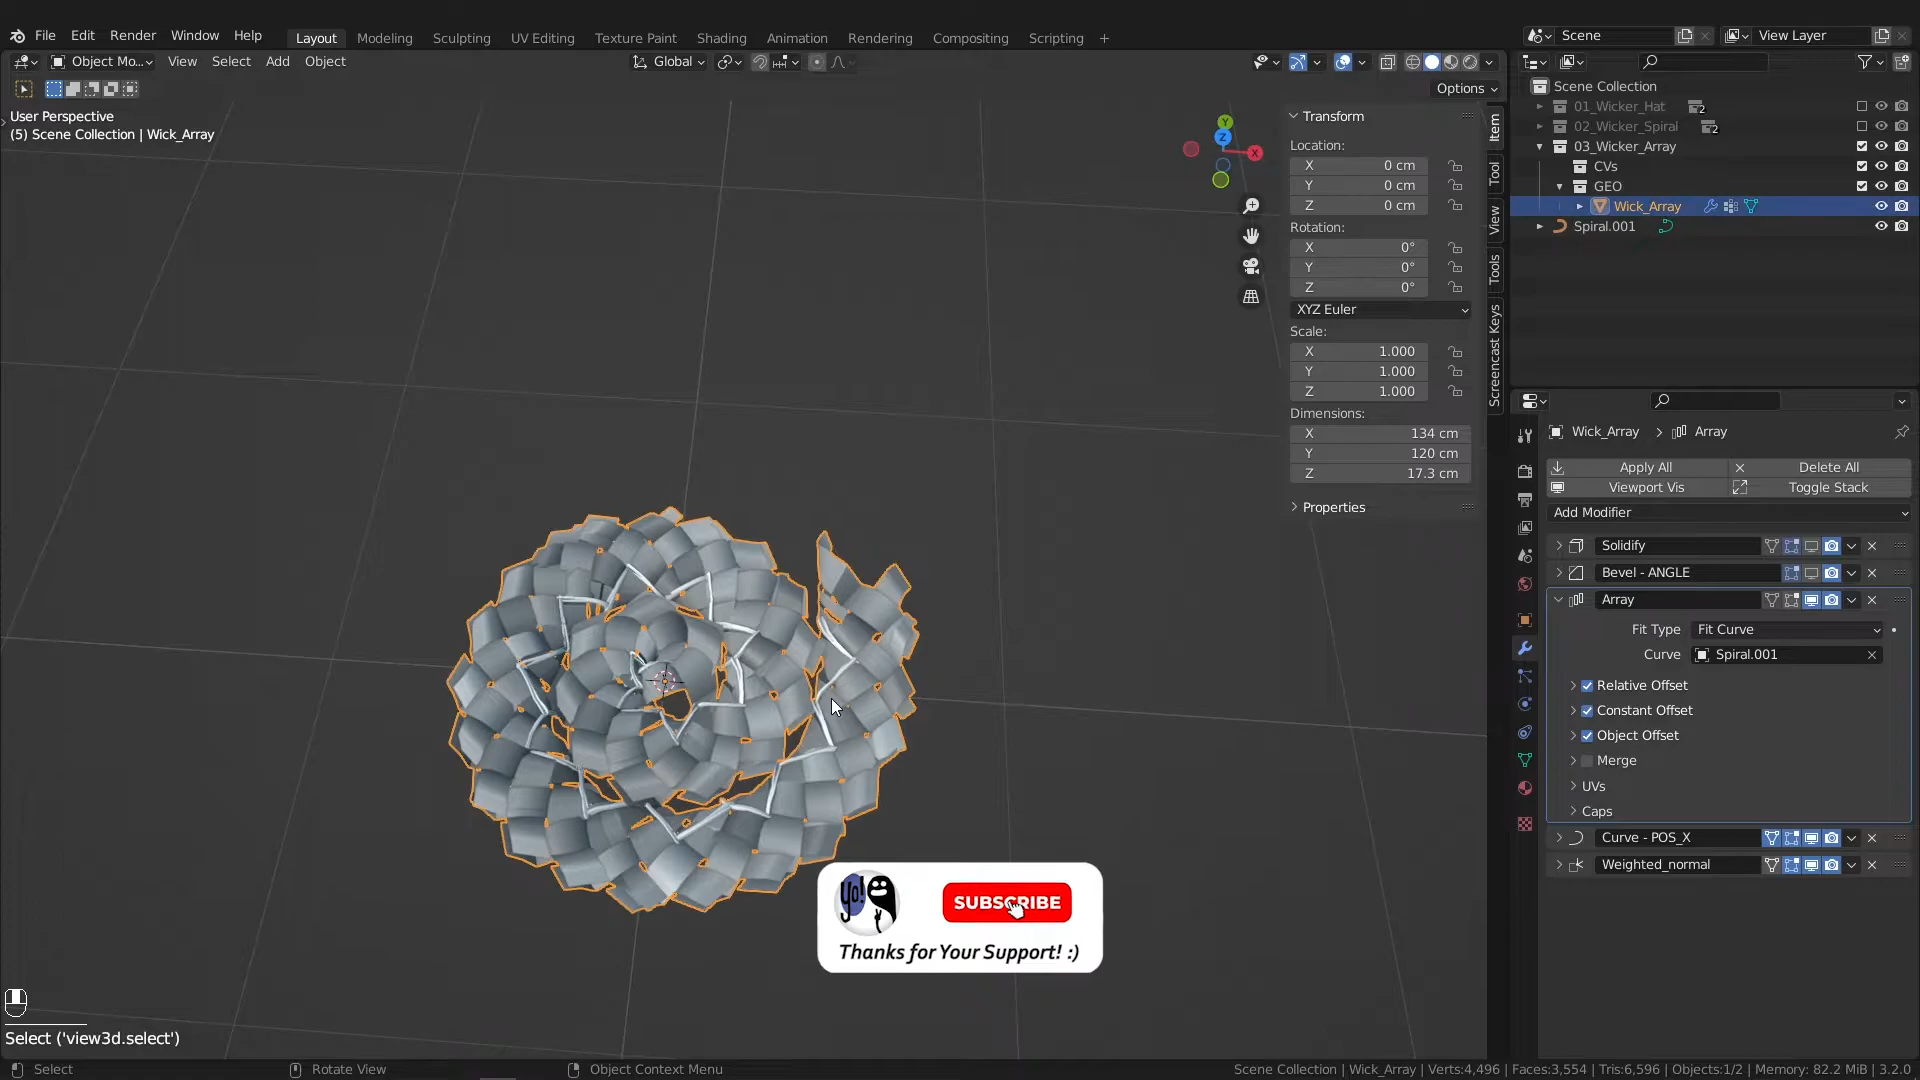 File Edit Render Window Help Layout Modeling Sculpting UV Editing Texture Paint Shading Animation Rendering Compositing Scripting + Scene View Layer
Object Mo... View Select Add Object Global
Options
User Perspective
(5) Scene Collection | Wick_Array
Transform
Location:
X 0 cm
Y 0 cm
Z 0 cm
Rotation:
X 0°
Y 0°
Z 0°
XYZ Euler
Scale:
X 1.000
Y 1.000
Z 1.000
Dimensions:
X 134 cm
Y 120 cm
Z 17.3 cm
Properties
Item
Tool
View
Tools
Screencast Keys
Y
Z
X
Scene Collection
01_Wicker_Hat 2
02_Wicker_Spiral 2
03_Wicker_Array
CVs
GEO
Wick_Array
Spiral.001
Wick_Array > Array
Apply All Delete All
Viewport Vis Toggle Stack
Add Modifier
Solidify
Bevel - ANGLE
Array
Fit Type Fit Curve
Curve Spiral.001
Relative Offset
Constant Offset
Object Offset
Merge
UVs
Caps
Curve - POS_X
Weighted_normal
yo!
SUBSCRIBE
Thanks for Your Support! :)
Select ('view3d.select')
Select Rotate View Object Context Menu Scene Collection | Wick_Array | Verts:4,496 | Faces:3,554 | Tris:6,596 | Objects:1/2 | Memory: 82.2 MiB | 3.2.0